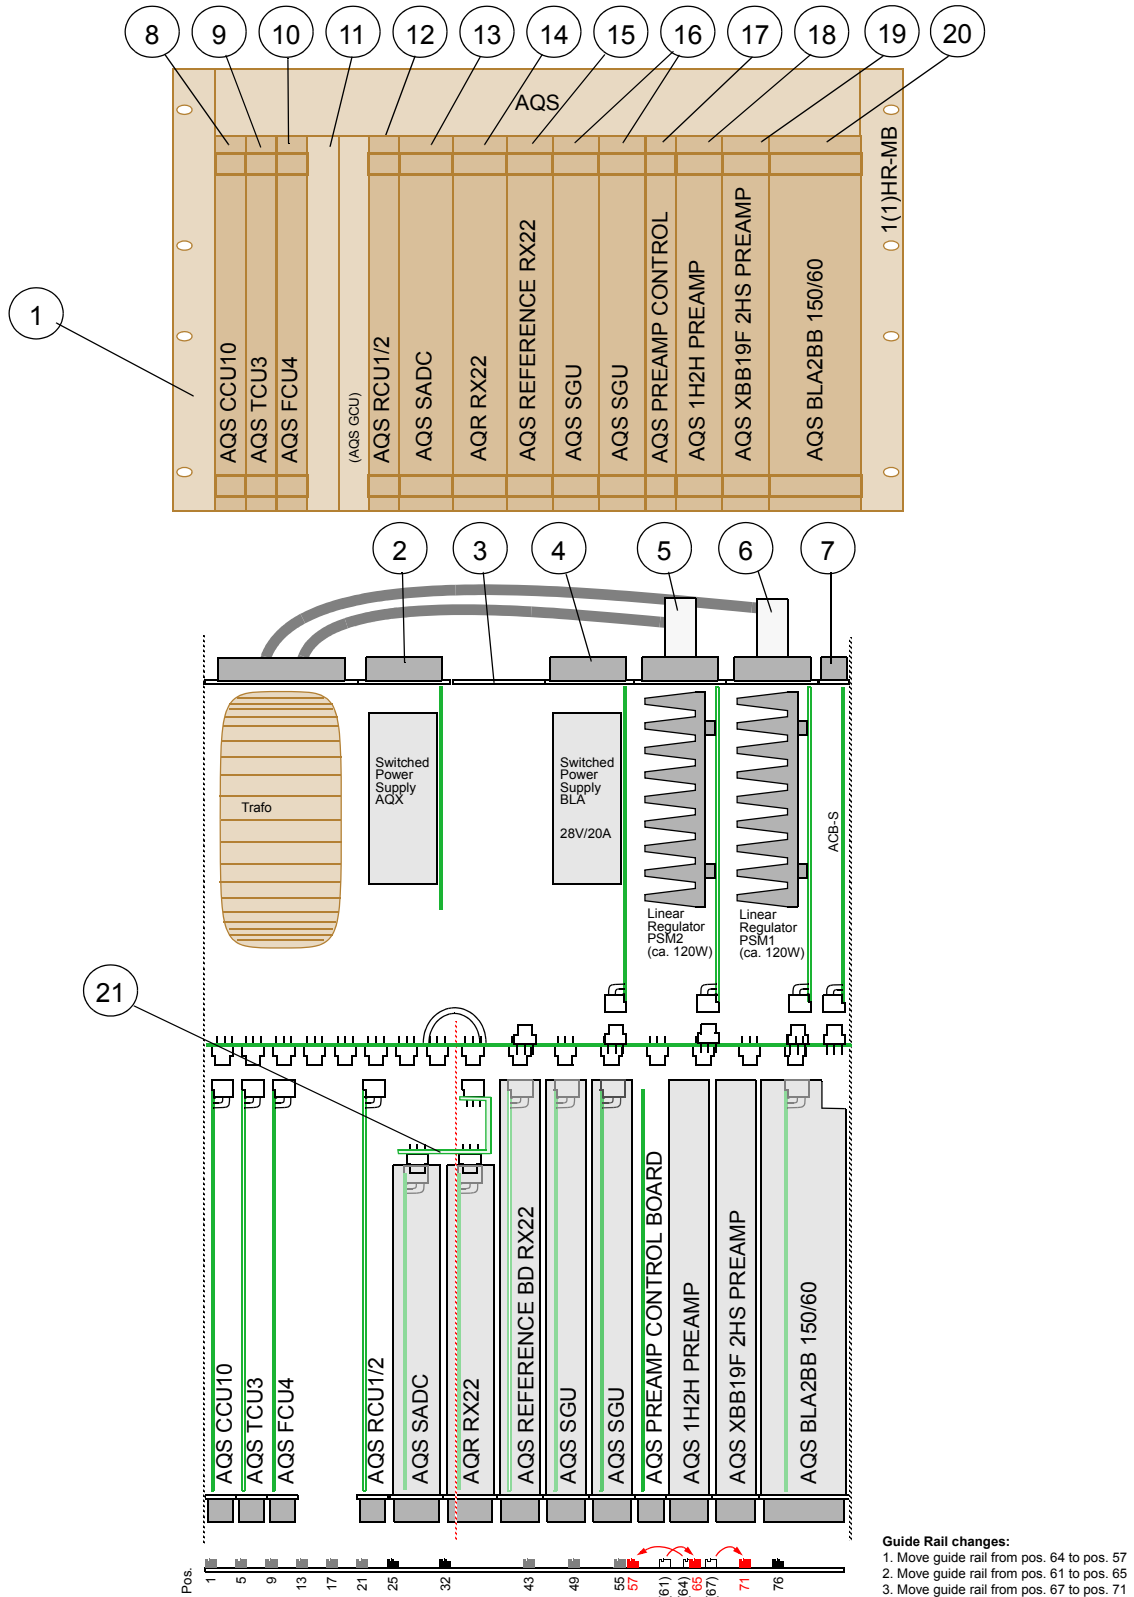 8 9 10 11 12 13 14 15 16 17 18 19 20
AQS
1(1)HR-MB
1
AQS CCU10
AQS TCU3
AQS FCU4
(AQS GCU)
AQS RCU1/2
AQS SADC
AQR RX22
AQS REFERENCE RX22
AQS SGU
AQS SGU
AQS PREAMP CONTROL
AQS 1H2H PREAMP
AQS XBB19F 2HS PREAMP
AQS BLA2BB 150/60
2 3 4 5 6 7
Trafo
Switched
Power
Supply
AQX
Switched
Power
Supply
BLA
28V/20A
Linear
Regulator
PSM2
(ca. 120W)
Linear
Regulator
PSM1
(ca. 120W)
ACB-S
21
AQS CCU10
AQS TCU3
AQS FCU4
AQS RCU1/2
AQS SADC
AQR RX22
AQS REFERENCE BD RX22
AQS SGU
AQS SGU
AQS PREAMP CONTROL BOARD
AQS 1H2H PREAMP
AQS XBB19F 2HS PREAMP
AQS BLA2BB 150/60
Pos.
1 5 9 13 17 21 25 32 43 49 55 57 (61) (64) 65 (67) 71 76
Guide Rail changes:
1. Move guide rail from pos. 64 to pos. 57
2. Move guide rail from pos. 61 to pos. 65
3. Move guide rail from pos. 67 to pos. 71